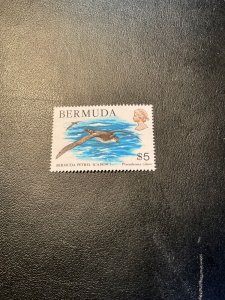 BERMUDA
BERMUDA PETREL (CAHOW) Pterodroma cahow
$5